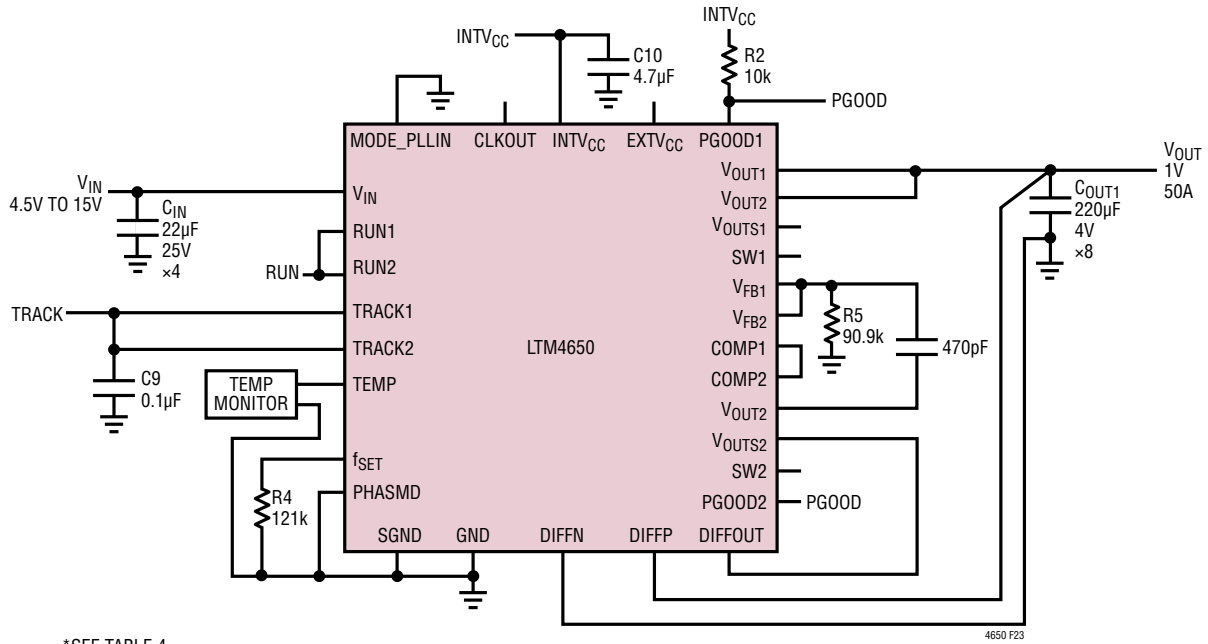 INTVCC
INTVCC
C10
4.7µF
R2
10k
PGOOD
MODE_PLLIN
CLKOUT
INTVCC
EXTVCC
PGOOD1
VIN
4.5V TO 15V
CIN
22µF
25V
×4
RUN
TRACK
C9
0.1µF
TEMP
MONITOR
R4
121k
VIN
RUN1
RUN2
TRACK1
TRACK2
TEMP
fSET
PHASMD
LTM4650
VOUT1
VOUT2
VOUTS1
SW1
VFB1
VFB2
COMP1
COMP2
VOUT2
VOUTS2
SW2
PGOOD2
PGOOD
SGND
GND
DIFFN
DIFFP
DIFFOUT
R5
90.9k
470pF
VOUT
1V
50A
COUT1
220µF
4V
×8
*SEE TABLE 4
4650 F23